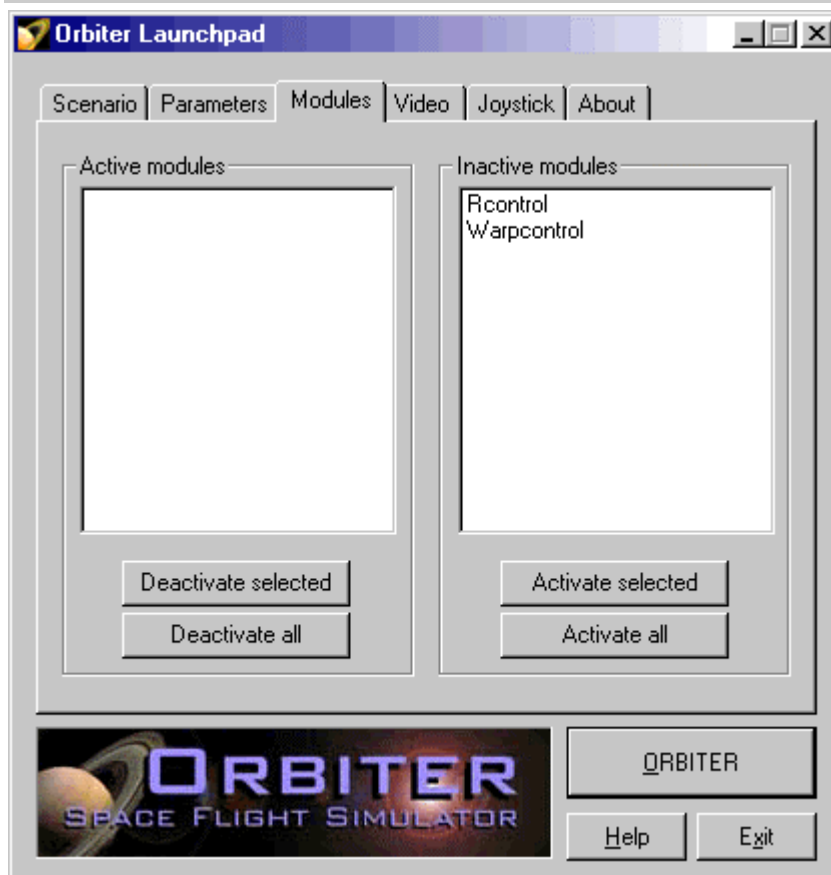 Orbiter Launchpad
Scenario Parameters Modules Video Joystick About
Active modules
Inactive modules
Rcontrol
Warpcontrol
Deactivate selected
Activate selected
Deactivate all
Activate all
ORBITER
SPACE FLIGHT SIMULATOR
ORBITER
Help
Exit